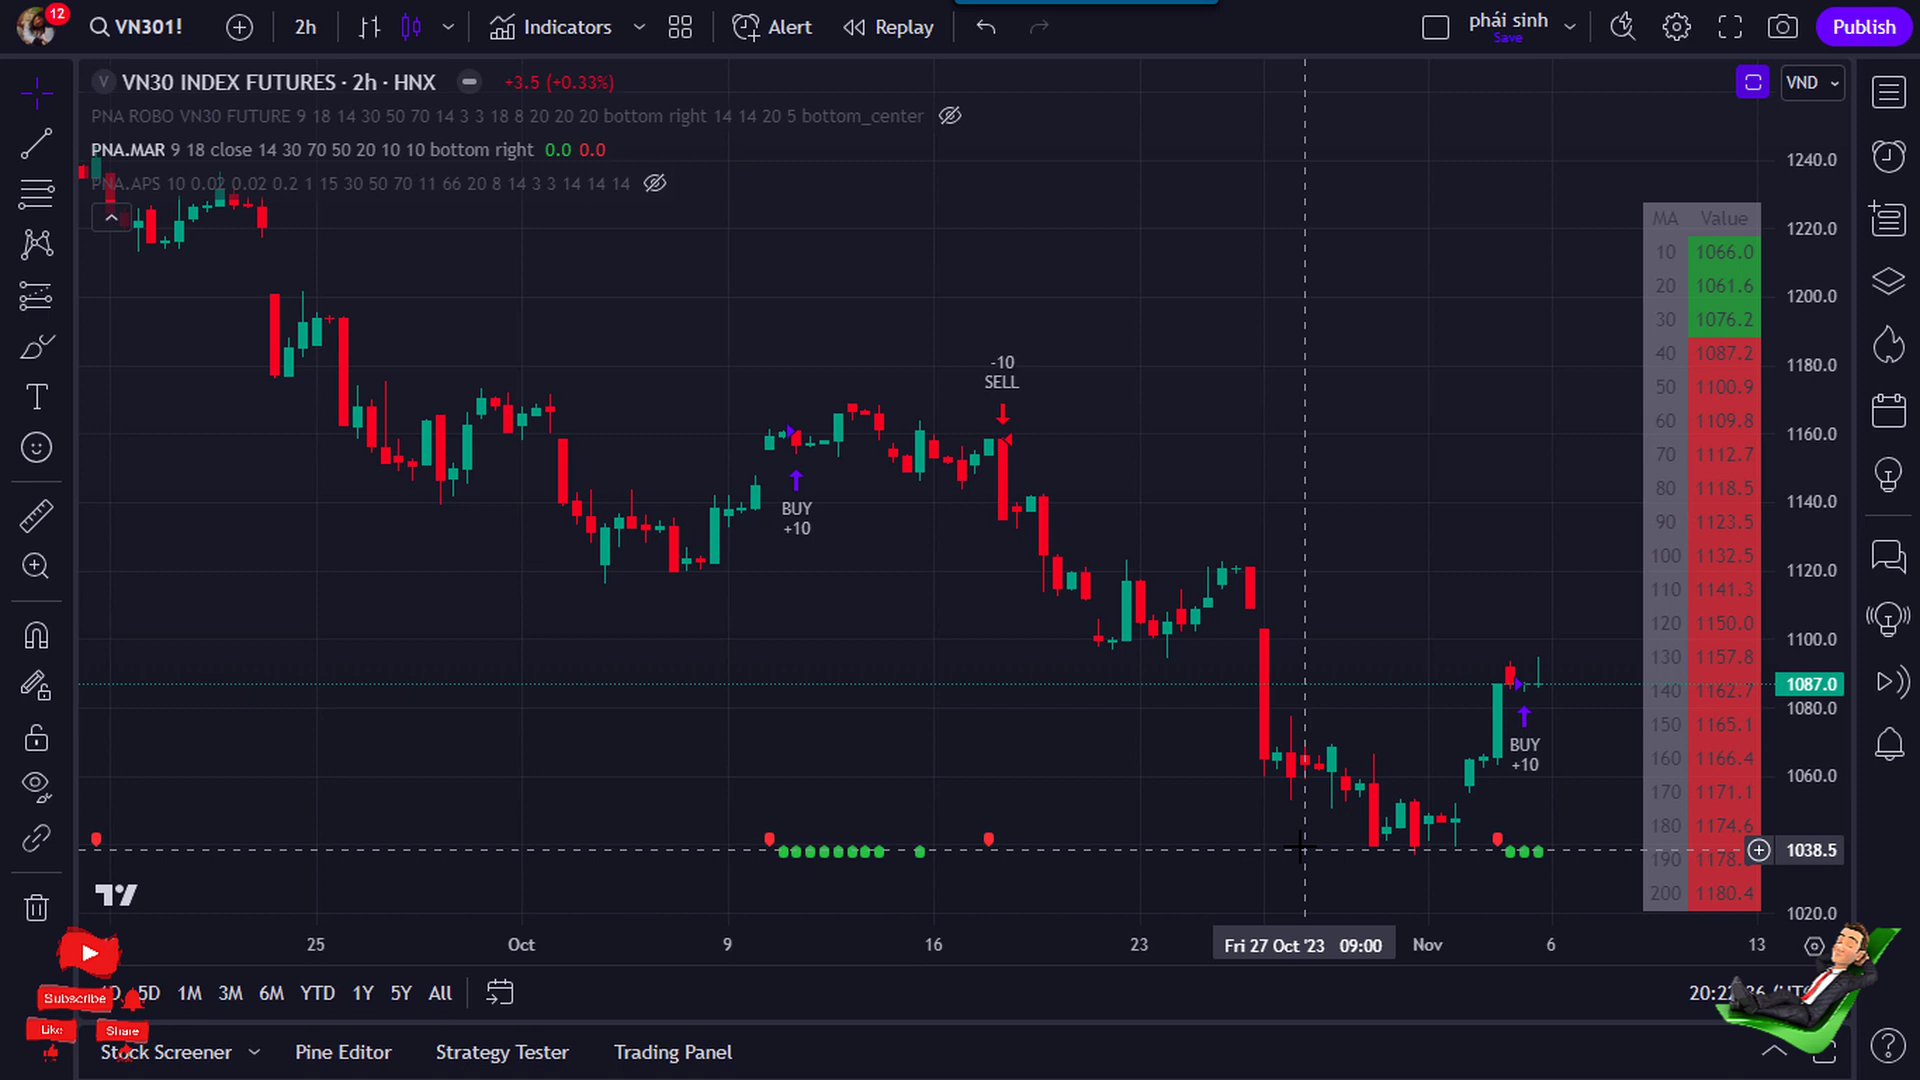 12
VN301!
2h
Indicators
Alert
Replay
phái sinh
Save
Publish
V VN30 INDEX FUTURES · 2h · HNX
+3.5 (+0.33%)
VND
PNA ROBO VN30 FUTURE 9 18 14 30 50 70 14 3 3 18 8 20 20 20 bottom right 14 14 20 5 bottom_center
PNA.MAR 9 18 close 14 30 70 50 20 10 10 bottom right 0.0 0.0
PNA.APS 10 0.02 0.02 0.2 1 15 30 50 70 11 66 20 8 14 3 3 14 14 14
-10
SELL
BUY
+10
BUY
+10
MA Value
10 1066.0
20 1061.6
30 1076.2
40 1087.2
50 1100.9
60 1109.8
70 1112.7
80 1118.5
90 1123.5
100 1132.5
110 1141.3
120 1150.0
130 1157.8
140 1162.7
150 1165.1
160 1166.4
170 1171.1
180 1174.6
190 1178.
200 1180.4
1240.0
1220.0
1200.0
1180.0
1160.0
1140.0
1120.0
1100.0
1087.0
1080.0
1060.0
1038.5
1020.0
25
Oct
9
16
23
Fri 27 Oct '23 09:00
Nov
6
13
5D
1M
3M
6M
YTD
1Y
5Y
All
Subscribe
Like
Share
Stock Screener
Pine Editor
Strategy Tester
Trading Panel